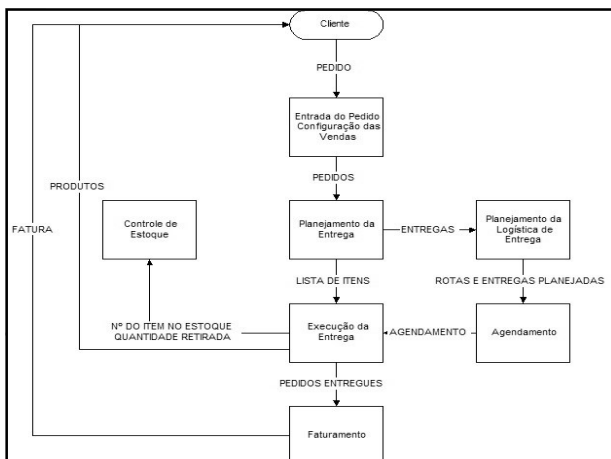 Cliente
PEDIDO
Entrada do Pedido
Configuração das
Vendas
PEDIDOS
PRODUTOS
FATURA
Controle de
Estoque
Planejamento da
Entrega
ENTREGAS
Planejamento da
Logística de
Entrega
LISTA DE ITENS
ROTAS E ENTREGAS PLANEJADAS
Nº DO ITEM NO ESTOQUE
QUANTIDADE RETIRADA
Execução da
Entrega
AGENDAMENTO
Agendamento
PEDIDOS ENTREGUES
Faturamento